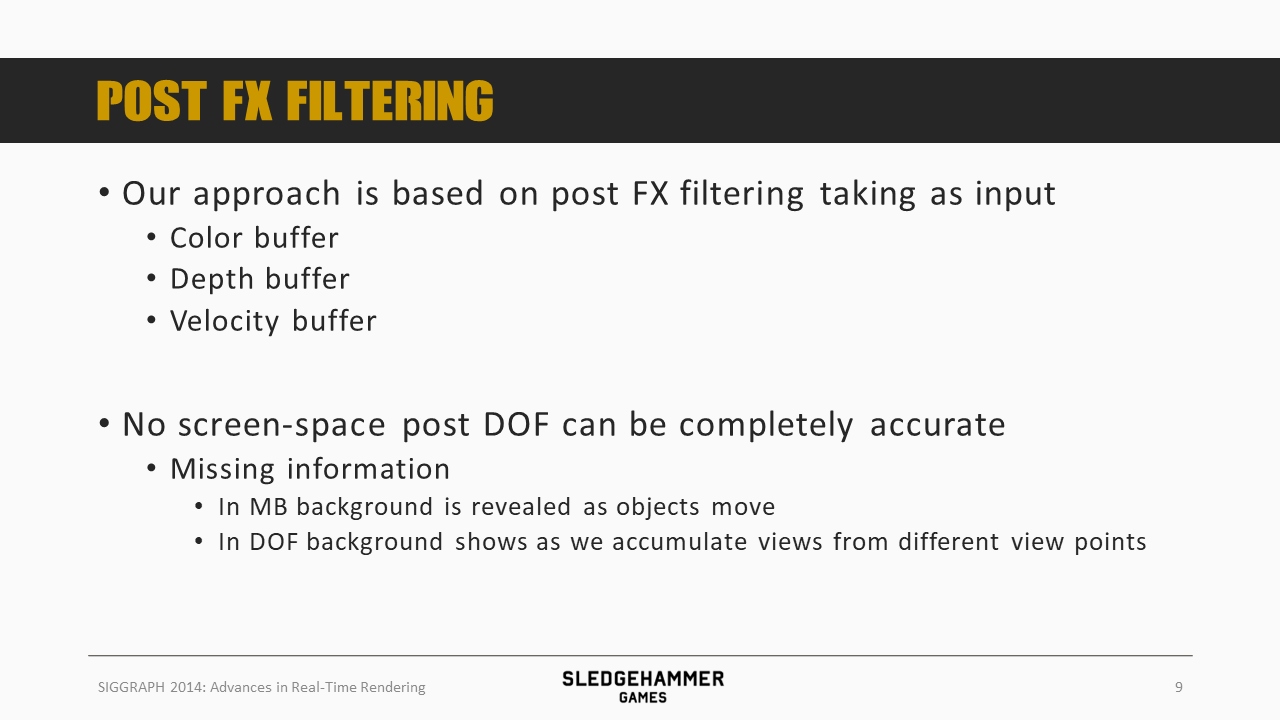 POST FX FILTERING
• Our approach is based on post FX filtering taking as input
• Color buffer
• Depth buffer
• Velocity buffer
• No screen-space post DOF can be completely accurate
• Missing information
• In MB background is revealed as objects move
• In DOF background shows as we accumulate views from different view points
SIGGRAPH 2014: Advances in Real-Time Rendering
SLEDGEHAMMER
GAMES
9